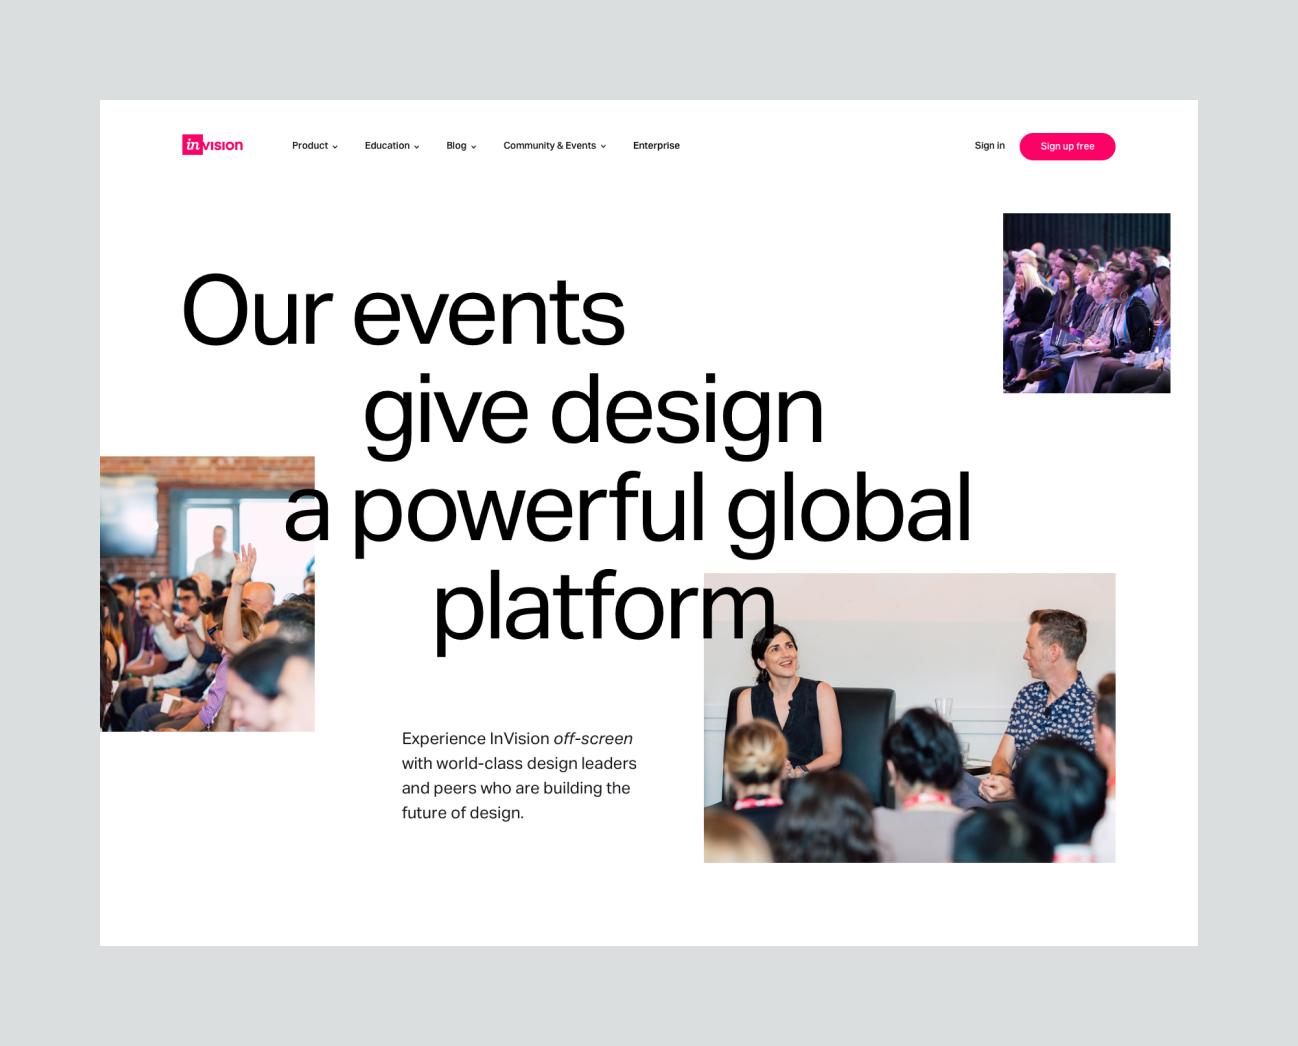 invision
Product
Education
Blog
Community & Events
Enterprise
Sign in
Sign up free
Our events
give design
a powerful global
platform
Experience InVision off-screen
with world-class design leaders
and peers who are building the
future of design.